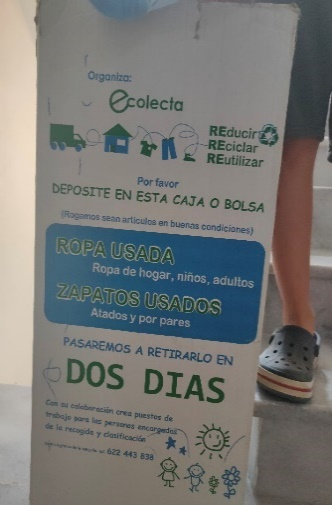 Organiza:
ecolecta
REducir
REciclar
REutilizar
Por favor
DEPOSITE EN ESTA CAJA O BOLSA
(Rogamos sean artículos en buenas condiciones)
ROPA USADA
Ropa de hogar, niños, adultos
ZAPATOS USADOS
Atados y por pares
PASAREMOS A RETIRARLO EN
DOS DIAS
Con su colaboración crea puestos de
trabajo para las personas encargadas
de la recogida y clasificación
622 443 838